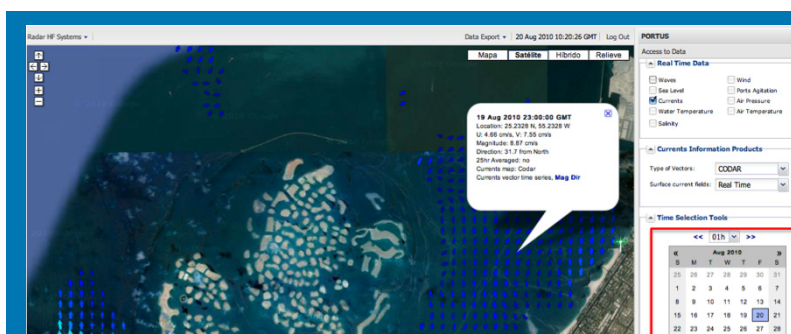 Radar HF Systems
Data Export
20 Aug 2010 10:20:26 GMT
Log Out
Mapa
Satélite
Híbrido
Relieve
19 Aug 2010 23:00:00 GMT
Location: 25.2328 N, 55.2328 W
U: 4.66 cm/s, V: 7.55 cm/s
Magnitude: 8.87 cm/s
Direction: 31.7 from North
25hr Averaged: no
Currents map: Codar
Currents vector time series, Mag Dir
PORTUS
Access to Data
Real Time Data
Waves
Wind
Sea Level
Ports Agitation
Currents
Air Pressure
Water Temperature
Air Temperature
Salinity
Currents Information Products
Type of Vectors: CODAR
Surface current fields: Real Time
Time Selection Tools
<< 01h >>
« Aug 2010 »
S M T W T F S
25 26 27 28 29 30 31
1 2 3 4 5 6 7
8 9 10 11 12 13 14
15 16 17 18 19 20 21
22 23 24 25 26 27 28